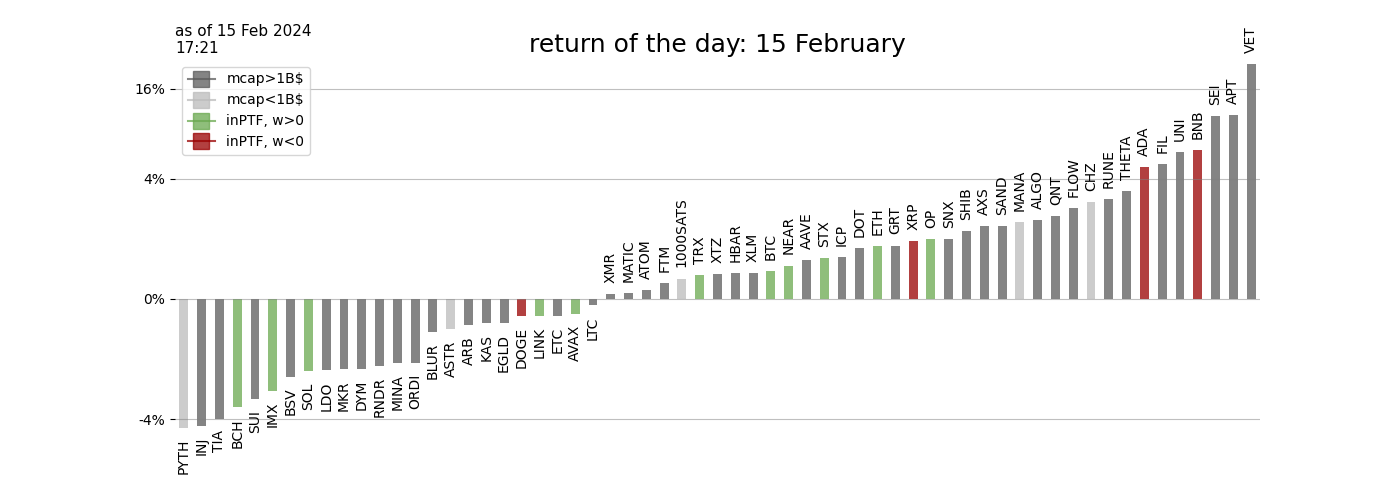 as of 15 Feb 2024
17:21
return of the day: 15 February
mcap>1B$
mcap<1B$
inPTF, w>0
inPTF, w<0
16%
4%
0%
-4%
PYTH
INJ
TIA
BCH
SUI
IMX
BSV
SOL
LDO
MKR
DYM
RNDR
MINA
ORDI
BLUR
ASTR
ARB
KAS
EGLD
DOGE
LINK
ETC
AVAX
LTC
XMR
MATIC
ATOM
FTM
1000SATS
TRX
XTZ
HBAR
XLM
BTC
NEAR
AAVE
STX
ICP
DOT
ETH
GRT
XRP
OP
SNX
SHIB
AXS
SAND
MANA
ALGO
QNT
FLOW
CHZ
RUNE
THETA
ADA
FIL
UNI
BNB
SEI
APT
VET